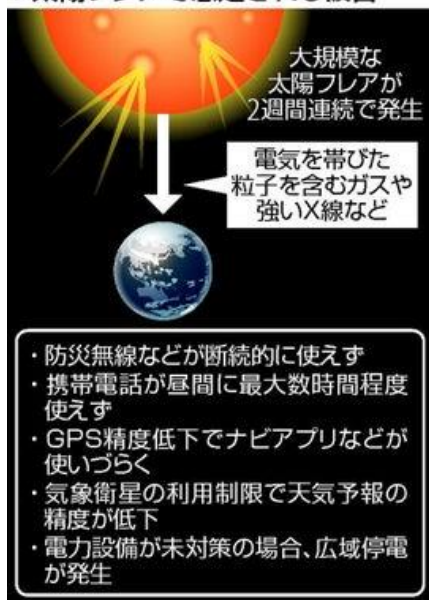 大規模な
太陽フレアが
2週間連続で発生
電気を帯びた
粒子を含むガスや
強いX線など
・防災無線などが断続的に使えず
・携帯電話が昼間に最大数時間程度
使えず
・GPS精度低下でナビアプリなどが
使いづらく
・気象衛星の利用制限で天気予報の
精度が低下
・電力設備が未対策の場合、広域停電
が発生